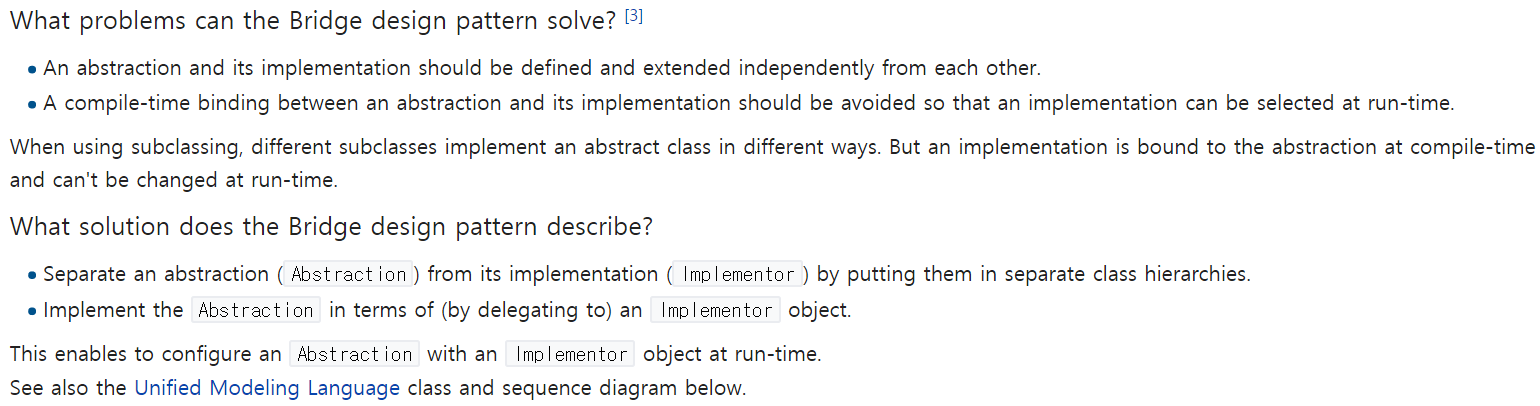 What problems can the Bridge design pattern solve? [3]
• An abstraction and its implementation should be defined and extended independently from each other.
• A compile-time binding between an abstraction and its implementation should be avoided so that an implementation can be selected at run-time.
When using subclassing, different subclasses implement an abstract class in different ways. But an implementation is bound to the abstraction at compile-time
and can't be changed at run-time.
What solution does the Bridge design pattern describe?
• Separate an abstraction (Abstraction) from its implementation (Implementor) by putting them in separate class hierarchies.
• Implement the Abstraction in terms of (by delegating to) an Implementor object.
This enables to configure an Abstraction with an Implementor object at run-time.
See also the Unified Modeling Language class and sequence diagram below.